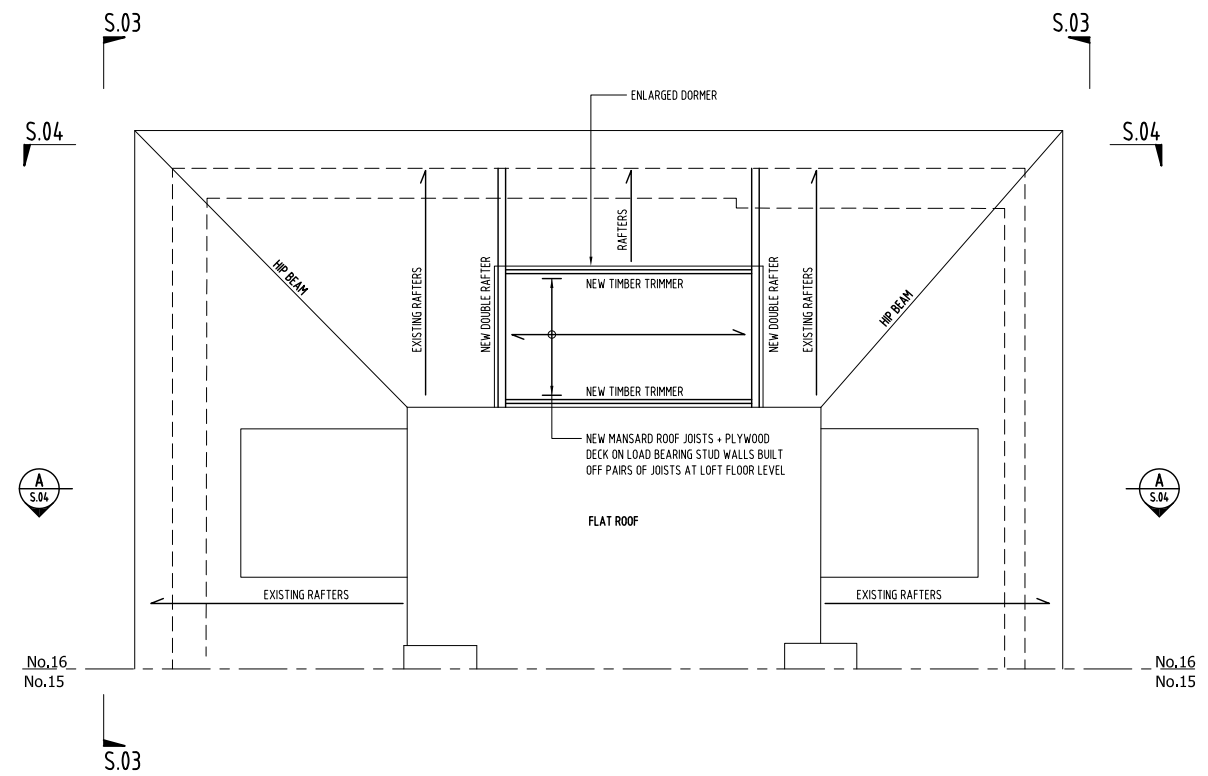 S.03
S.03
ENLARGED DORMER
S.04
S.04
HIP BEAM
EXISTING RAFTERS
NEW DOUBLE RAFTER
RAFTERS
NEW TIMBER TRIMMER
NEW DOUBLE RAFTER
EXISTING RAFTERS
HIP BEAM
NEW TIMBER TRIMMER
NEW MANSARD ROOF JOISTS + PLYWOOD
DECK ON LOAD BEARING STUD WALLS BUILT
OFF PAIRS OF JOISTS AT LOFT FLOOR LEVEL
A
S.04
A
S.04
FLAT ROOF
EXISTING RAFTERS
EXISTING RAFTERS
No.16
No.15
No.16
No.15
S.03